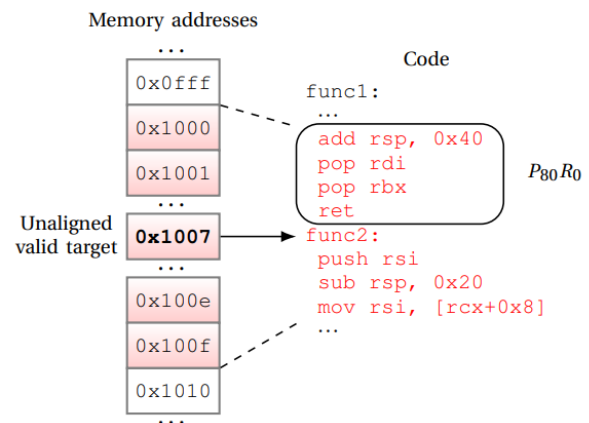 Memory addresses
...
0x0fff
0x1000
0x1001
...
Unaligned
valid target
0x1007
...
0x100e
0x100f
0x1010
...
Code
func1:
...
add rsp, 0x40
pop rdi
pop rbx
ret
P80R0
func2:
push rsi
sub rsp, 0x20
mov rsi, [rcx+0x8]
...